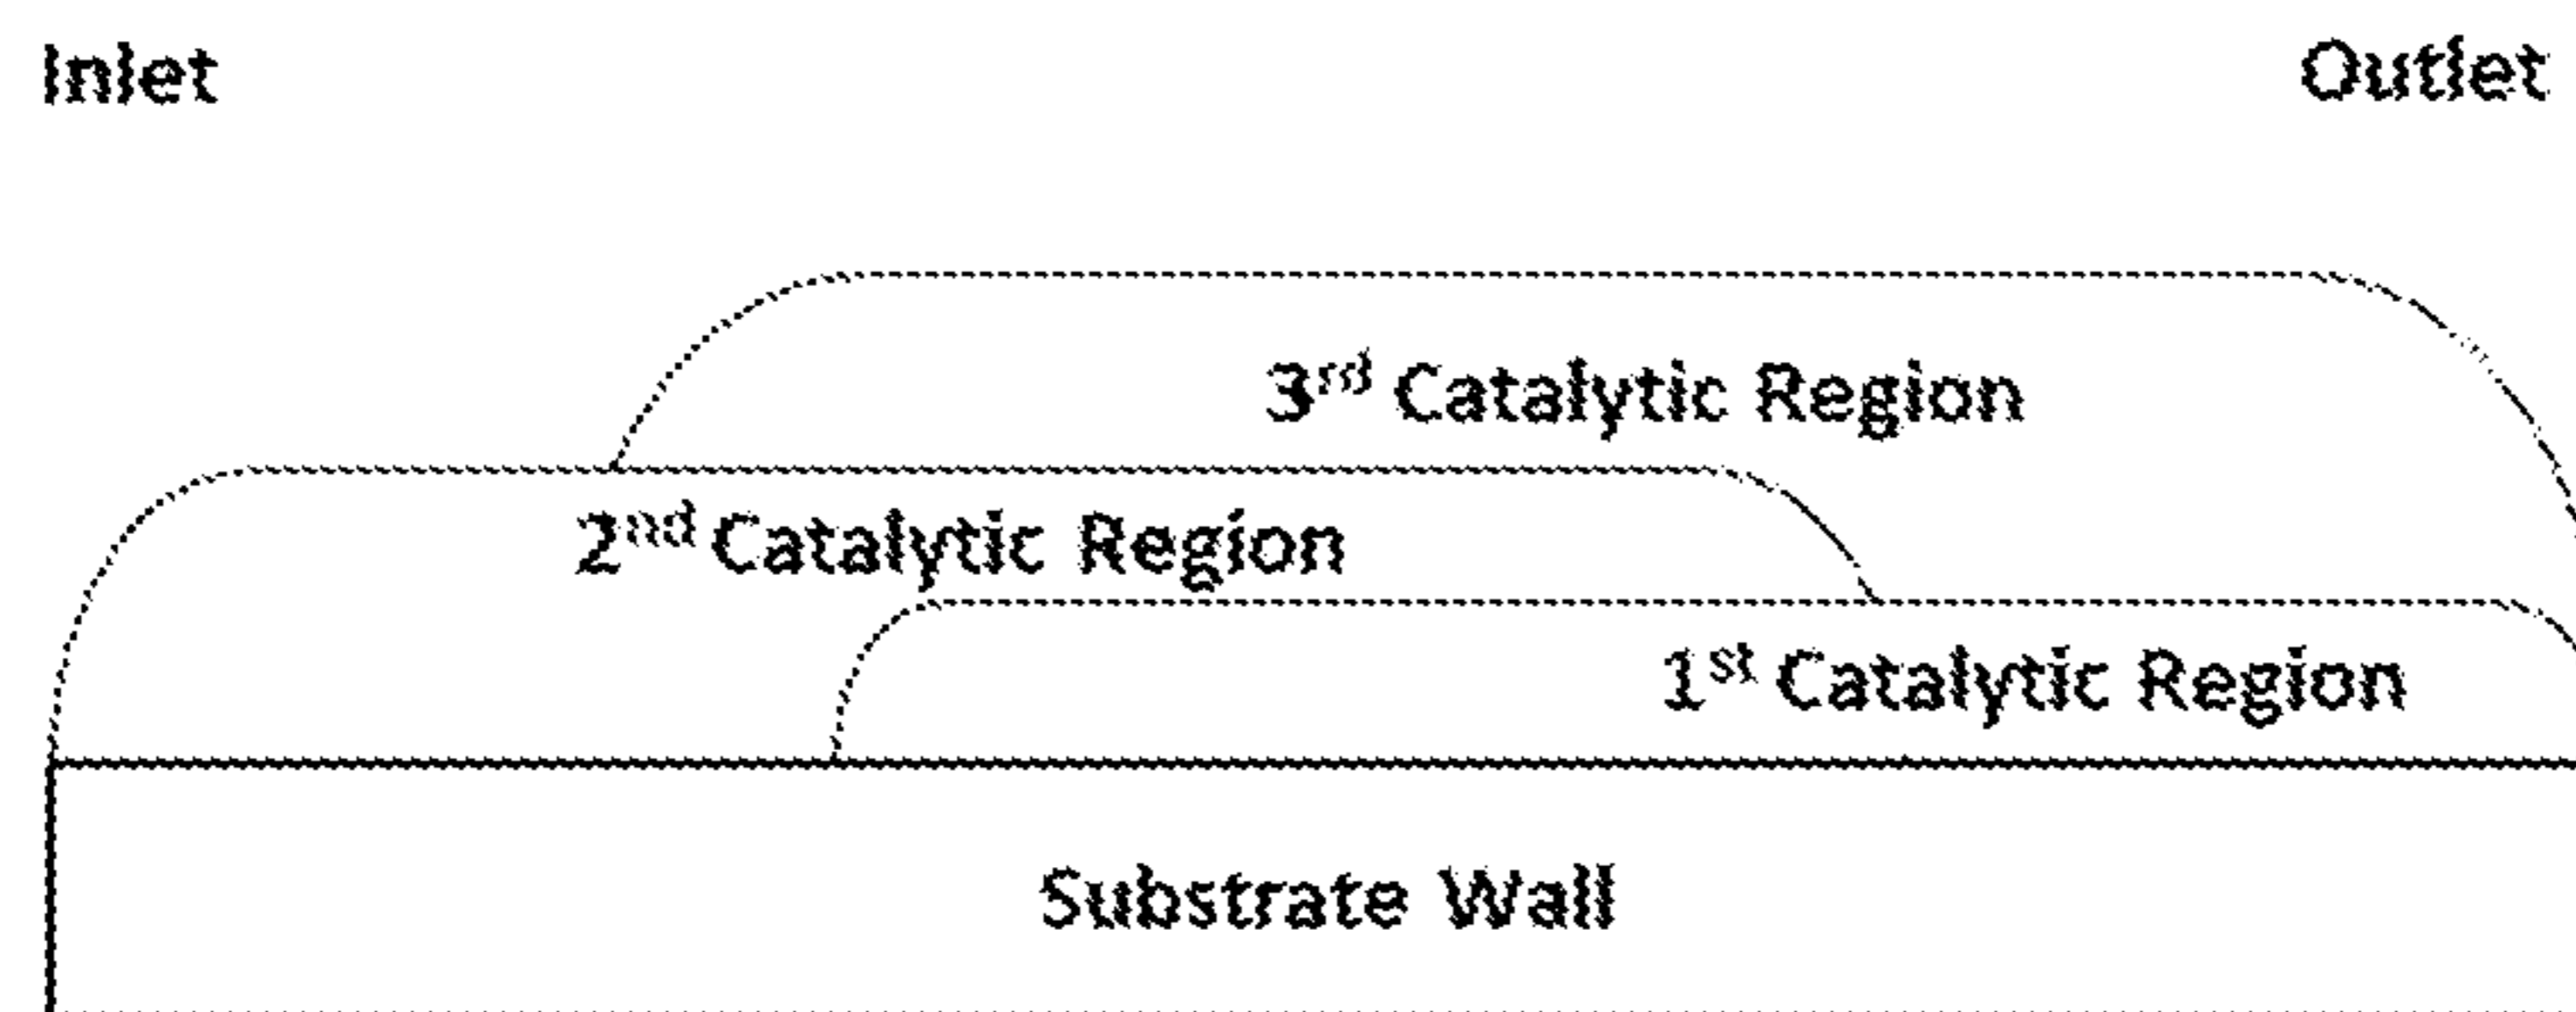 Inlet
Outlet
3rd Catalytic Region
2nd Catalytic Region
1st Catalytic Region
Substrate Wall